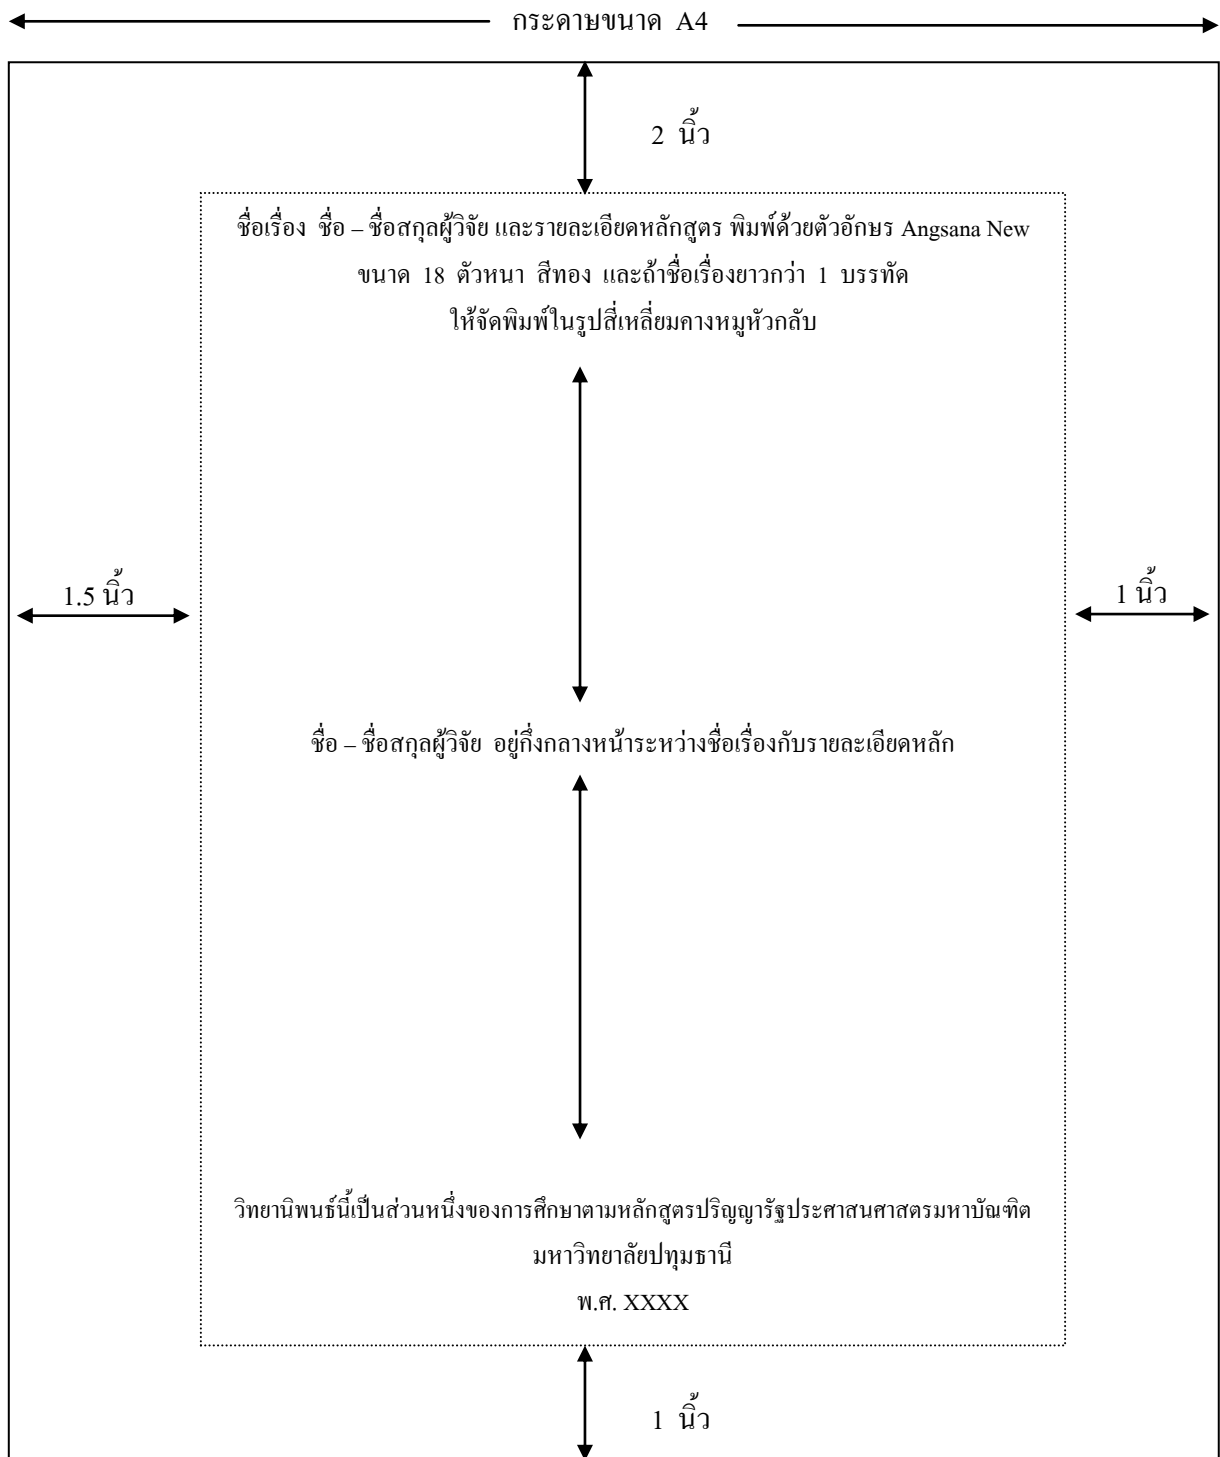 กระดาษขนาด A4
2 นิ้ว
ชื่อเรื่อง ชื่อ – ชื่อสกุลผู้วิจัย และรายละเอียดหลักสูตร พิมพ์ด้วยตัวอักษร Angsana New
ขนาด 18 ตัวหนา สีทอง และถ้าชื่อเรื่องยาวกว่า 1 บรรทัด
ให้จัดพิมพ์ในรูปสี่เหลี่ยมคางหมูหัวกลับ
1.5 นิ้ว
1 นิ้ว
ชื่อ – ชื่อสกุลผู้วิจัย อยู่กึ่งกลางหน้าระหว่างชื่อเรื่องกับรายละเอียดหลัก
วิทยานิพนธ์นี้เป็นส่วนหนึ่งของการศึกษาตามหลักสูตรปริญญารัฐประศาสนศาสตรมหาบัณฑิต
มหาวิทยาลัยปทุมธานี
พ.ศ. XXXX
1 นิ้ว